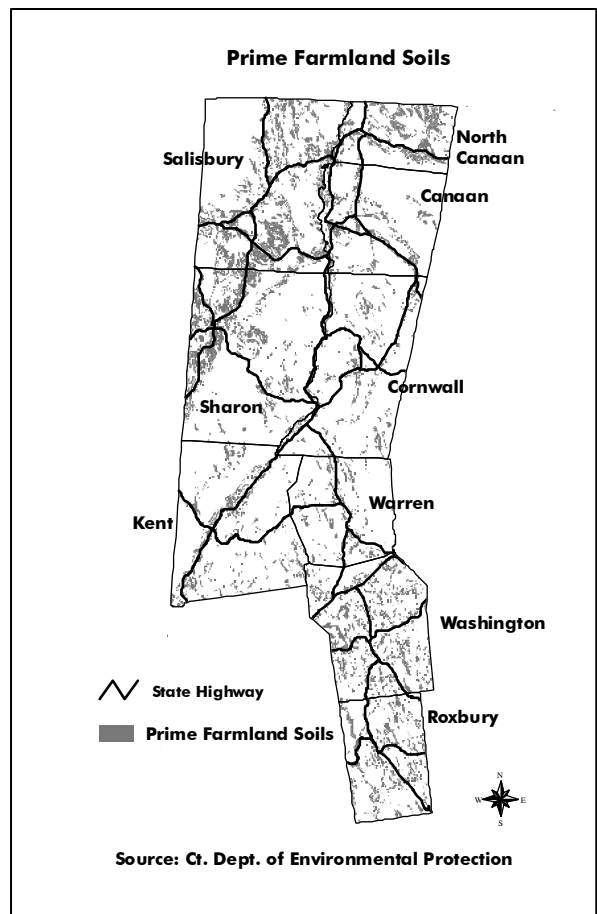 Prime Farmland Soils
North
Canaan
Salisbury
Canaan
Cornwall
Sharon
Warren
Kent
Washington
State Highway
Roxbury
Prime Farmland Soils
N
W E
S
Source: Ct. Dept. of Environmental Protection